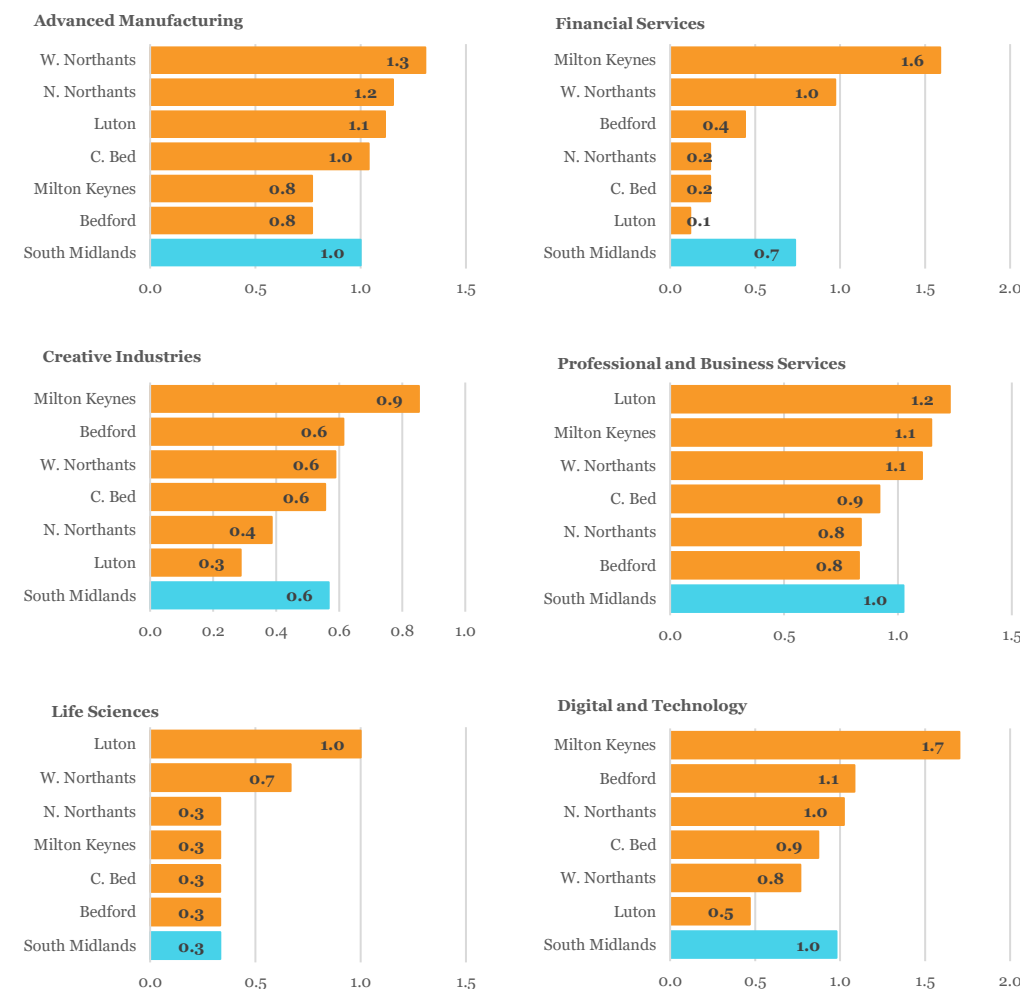 Advanced Manufacturing
W. Northants 1.3
N. Northants 1.2
Luton 1.1
C. Bed 1.0
Milton Keynes 0.8
Bedford 0.8
South Midlands 1.0
0.0 0.5 1.0 1.5
Financial Services
Milton Keynes 1.6
W. Northants 1.0
Bedford 0.4
N. Northants 0.2
C. Bed 0.2
Luton 0.1
South Midlands 0.7
0.0 0.5 1.0 1.5 2.0
Creative Industries
Milton Keynes 0.9
Bedford 0.6
W. Northants 0.6
C. Bed 0.6
N. Northants 0.4
Luton 0.3
South Midlands 0.6
0.0 0.2 0.4 0.6 0.8 1.0
Professional and Business Services
Luton 1.2
Milton Keynes 1.1
W. Northants 1.1
C. Bed 0.9
N. Northants 0.8
Bedford 0.8
South Midlands 1.0
0.0 0.5 1.0 1.5
Life Sciences
Luton 1.0
W. Northants 0.7
N. Northants 0.3
Milton Keynes 0.3
C. Bed 0.3
Bedford 0.3
South Midlands 0.3
0.0 0.5 1.0 1.5
Digital and Technology
Milton Keynes 1.7
Bedford 1.1
N. Northants 1.0
C. Bed 0.9
W. Northants 0.8
Luton 0.5
South Midlands 1.0
0.0 0.5 1.0 1.5 2.0